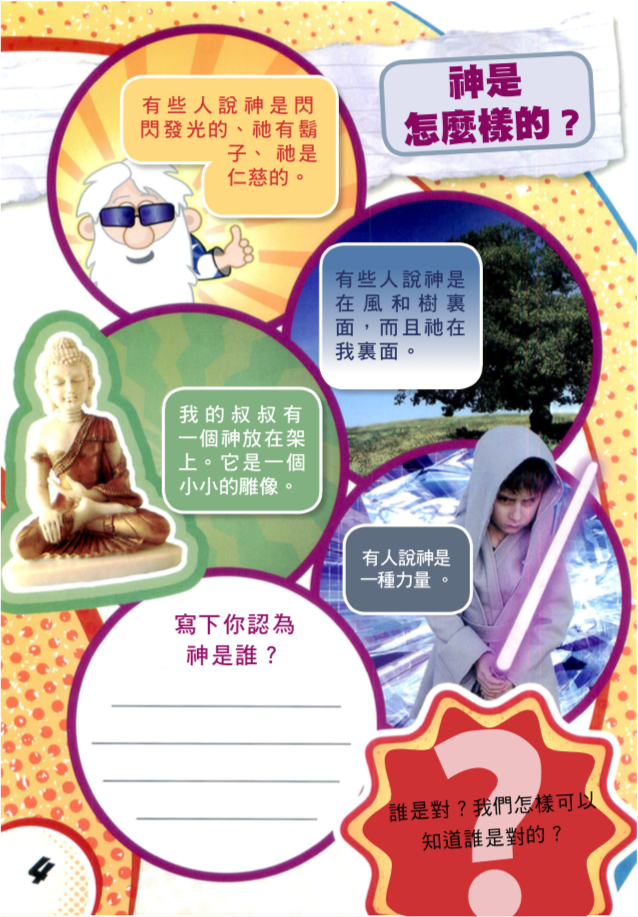 神是
怎麼樣的？
有些人說神是閃
閃發光的、祂有鬍
子、祂是
仁慈的。
有些人說神是
在風和樹裏
面，而且祂在
我裏面。
我的叔叔有
一個神放在架
上。它是一個
小小的雕像。
有人說神是
一種力量。
寫下你認為
神是誰？
誰是對？我們怎樣可以
知道誰是對的？
?
4